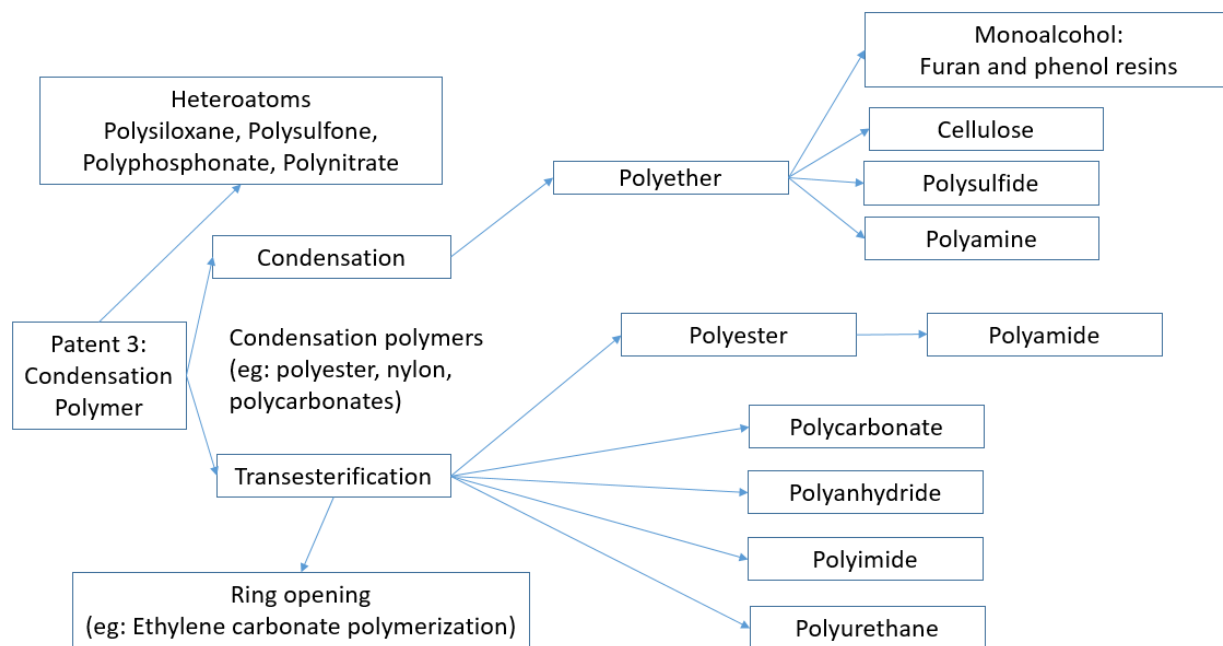 Monoalcohol:
Furan and phenol resins
Heteroatoms
Polysiloxane, Polysulfone,
Polyphosphonate, Polynitrate
Cellulose
Polyether
Polysulfide
Polyamine
Condensation
Patent 3:
Condensation
Polymer
Condensation polymers
(eg: polyester, nylon,
polycarbonates)
Polyester
Polyamide
Polycarbonate
Transesterification
Polyanhydride
Polyimide
Ring opening
(eg: Ethylene carbonate polymerization)
Polyurethane